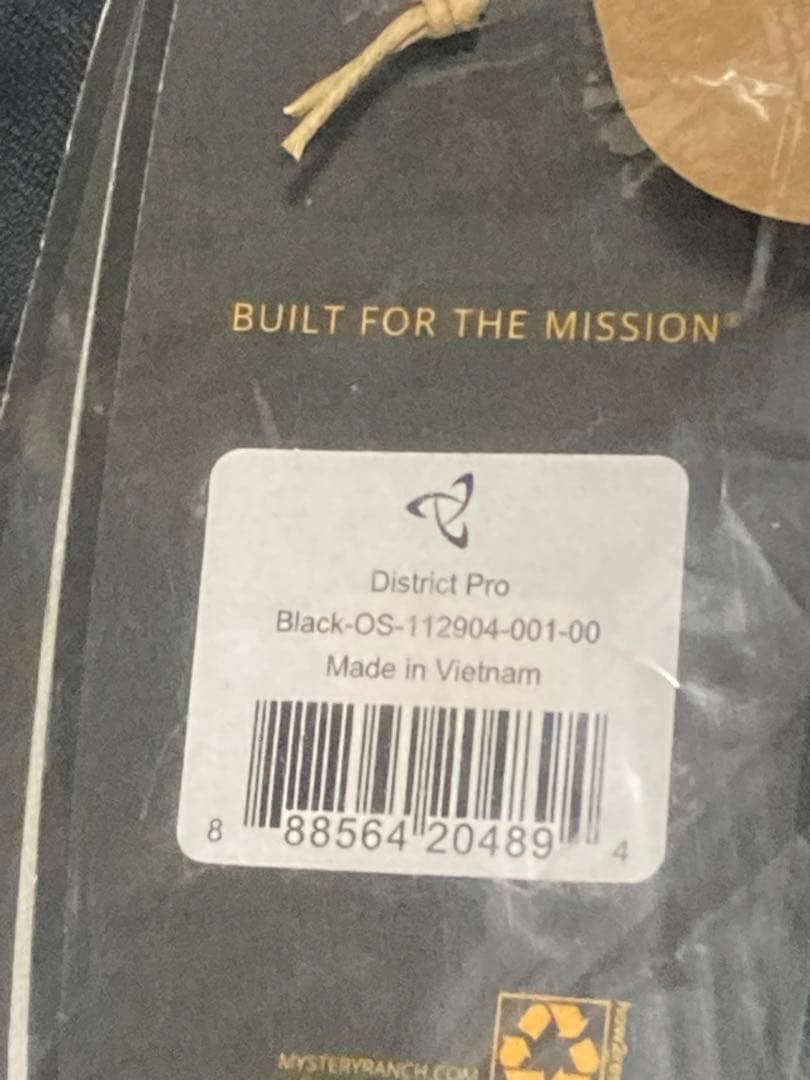 BUILT FOR THE MISSION®
District Pro
Black-OS-112904-001-00
Made in Vietnam
8 88564 20489 4
MYSTERYRANCH.COM